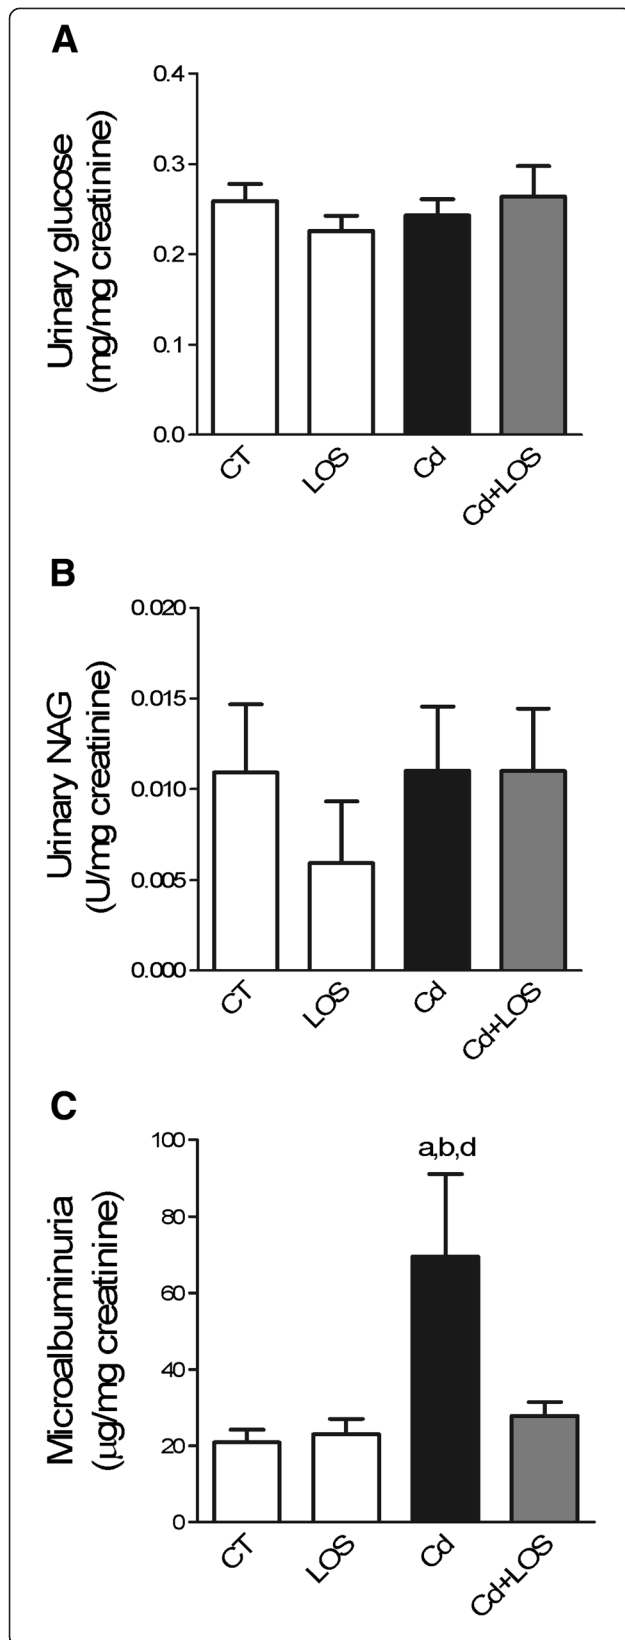 A
Urinary glucose
(mg/mg creatinine)
0.4
0.3
0.2
0.1
0.0
CT
LOS
Cd
Cd+LOS
B
Urinary NAG
(U/mg creatinine)
0.020
0.015
0.010
0.005
0.000
CT
LOS
Cd
Cd+LOS
C
Microalbuminuria
(μg/mg creatinine)
100
80
60
40
20
0
a,b,d
CT
LOS
Cd
Cd+LOS